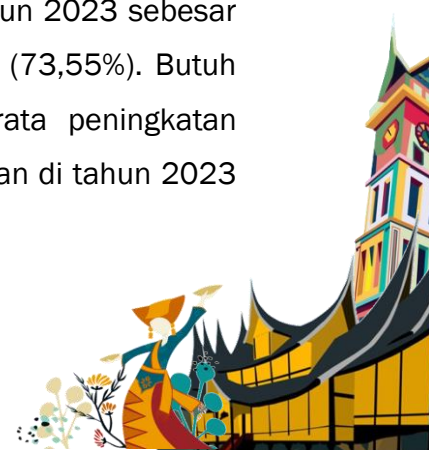 un 2023 sebesar
(73,55%). Butuh
rata peningkatan
an di tahun 2023